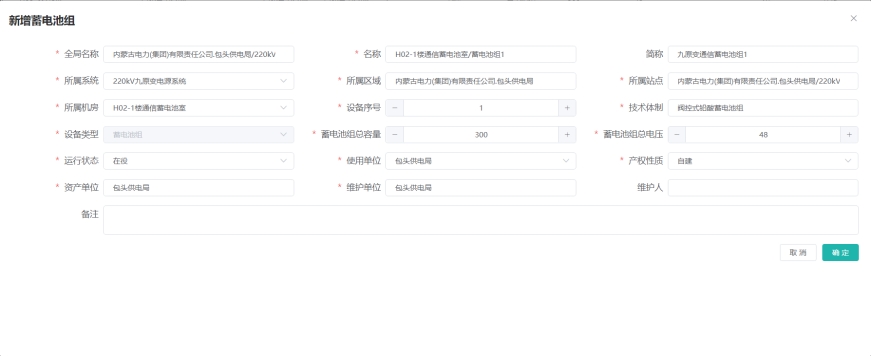 新增蓄电池组
* 全局名称 内蒙古电力(集团)有限责任公司.包头供电局/220kV * 名称 H02-1楼通信蓄电池室/蓄电池组1 简称 九原变通信蓄电池组1
* 所属系统 220kV九原变电源系统 * 所属区域 内蒙古电力(集团)有限责任公司.包头供电局 * 所属站点 内蒙古电力(集团)有限责任公司.包头供电局/220kV
* 所属机房 H02-1楼通信蓄电池室 * 设备序号 − 1 + * 技术体制 阀控式铅酸蓄电池组
* 设备类型 蓄电池组 * 蓄电池组总容量 − 300 + * 蓄电池组总电压 − 48 +
* 运行状态 在役 * 使用单位 包头供电局 * 产权性质 自建
* 资产单位 包头供电局 * 维护单位 包头供电局 维护人
备注
取消 确定